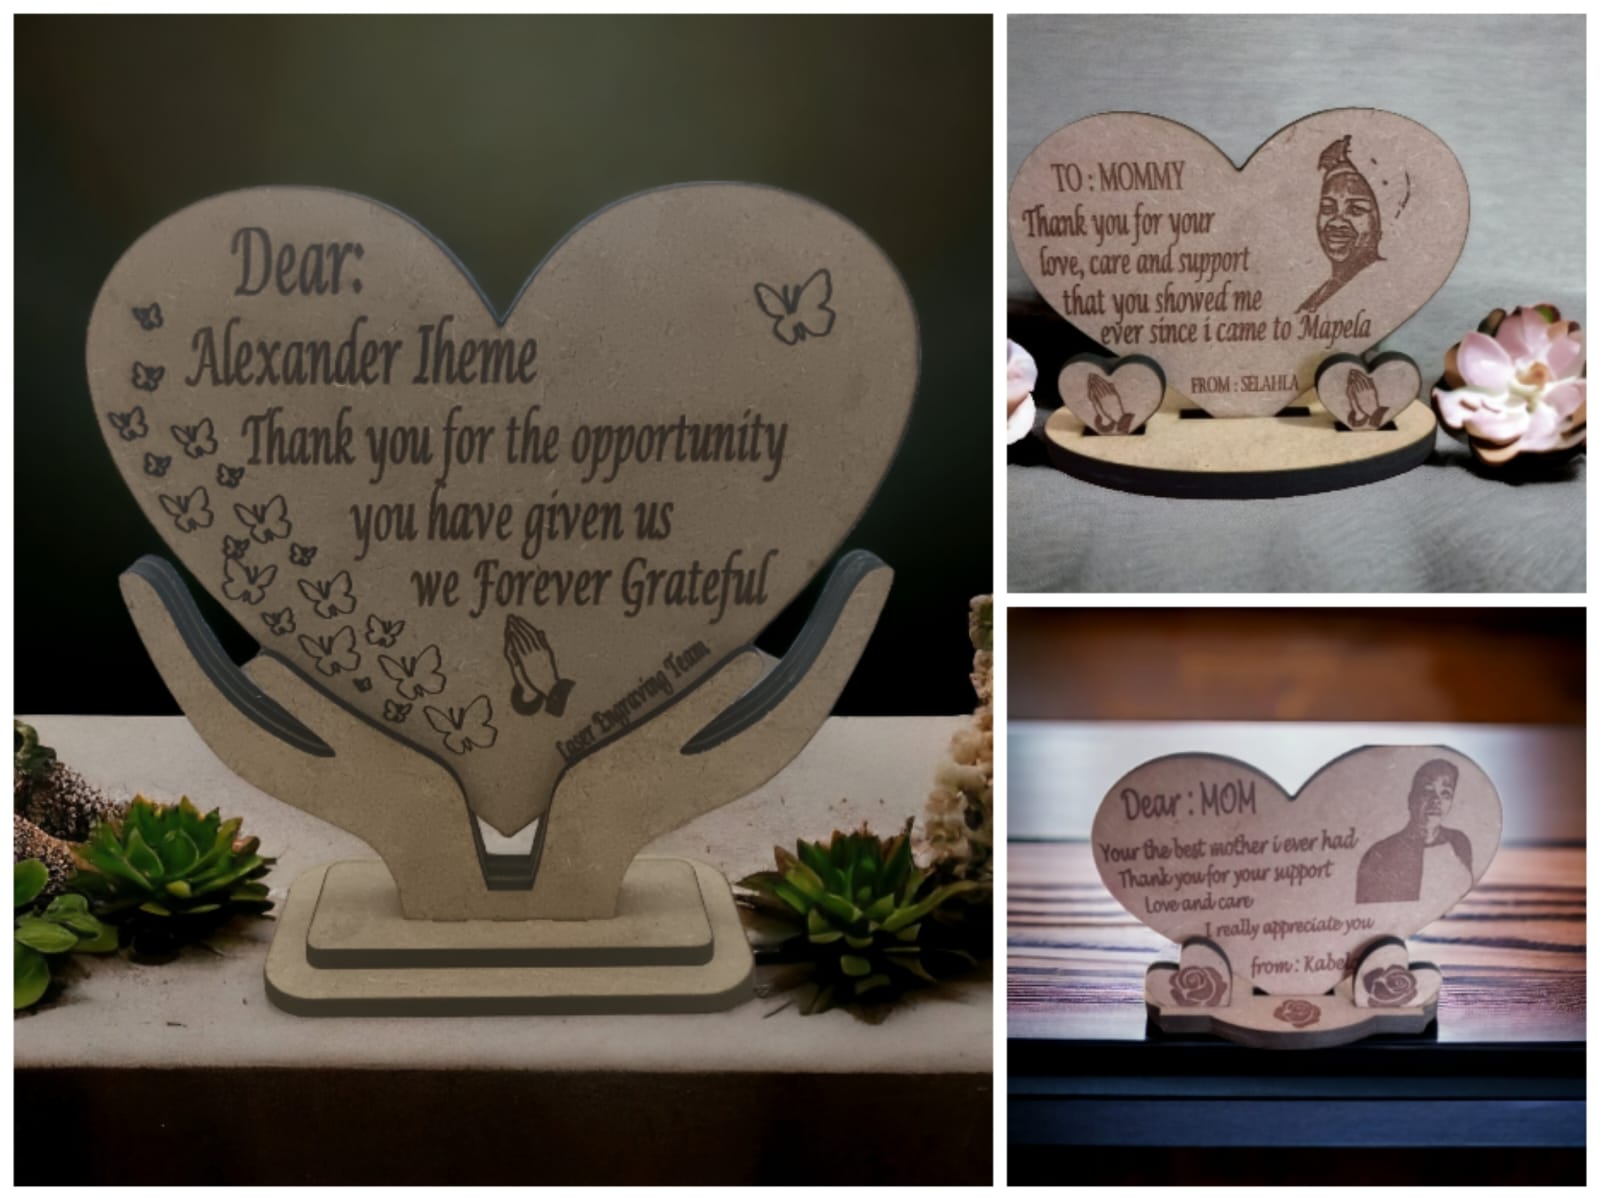 Dear:
Alexander Iheme
Thank you for the opportunity
you have given us
we Forever Grateful
Laser Engraving Team
TO : MOMMY
Thank you for your
love, care and support
that you showed me
ever since i came to Mapela
FROM : SELAHLA
Dear : MOM
Your the best mother i ever had
Thank you for your support
Love and care
I really appreciate you
from :